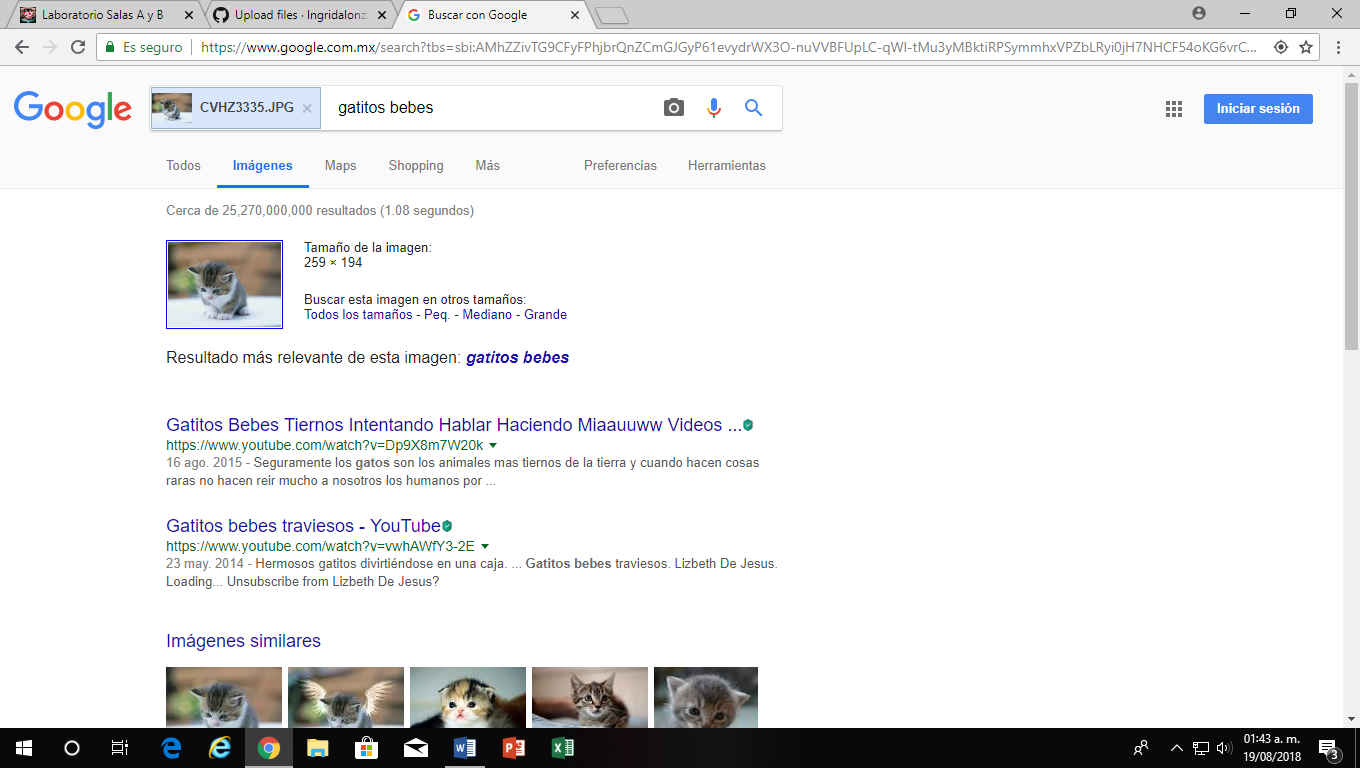 Laboratorio Salas A y B
Upload files · Ingridalonz
Buscar con Google
Es seguro
https://www.google.com.mx/search?tbs=sbi:AMhZZivTG9CFyFPhjbrQnZCmGJGyP61evydrWX3O-nuVVBFUpLC-qWI-tMu3yMBktiRPSymmhxVPZbLRyi0jH7NHCF54oKG6vrC...
Google
CVHZ3335.JPG
gatitos bebes
Iniciar sesión
Todos Imágenes Maps Shopping Más Preferencias Herramientas
Cerca de 25,270,000,000 resultados (1.08 segundos)
Tamaño de la imagen:
259 × 194
Buscar esta imagen en otros tamaños:
Todos los tamaños - Peq. - Mediano - Grande
Resultado más relevante de esta imagen: gatitos bebes
Gatitos Bebes Tiernos Intentando Hablar Haciendo Miaauuww Videos ...
https://www.youtube.com/watch?v=Dp9X8m7W20k
16 ago. 2015 - Seguramente los gatos son los animales mas tiernos de la tierra y cuando hacen cosas
raras no hacen reir mucho a nosotros los humanos por ...
Gatitos bebes traviesos - YouTube
https://www.youtube.com/watch?v=vwhAWfY3-2E
23 may. 2014 - Hermosos gatitos divirtiéndose en una caja. ... Gatitos bebes traviesos. Lizbeth De Jesus.
Loading... Unsubscribe from Lizbeth De Jesus?
Imágenes similares
01:43 a. m.
19/08/2018
3